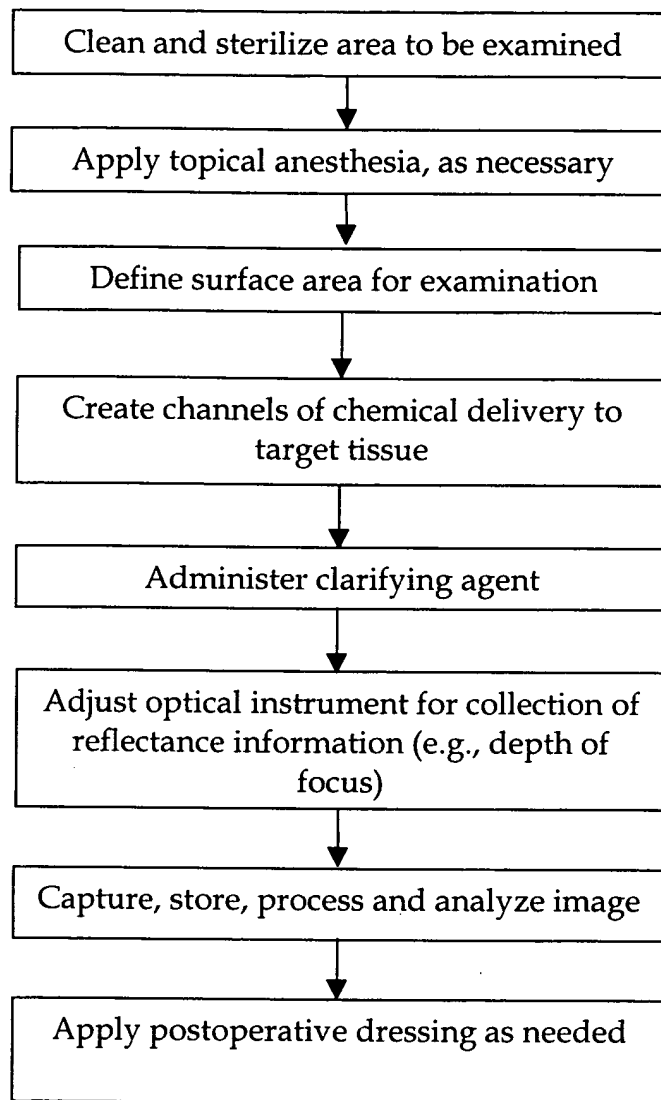 Clean and sterilize area to be examined
Apply topical anesthesia, as necessary
Define surface area for examination
Create channels of chemical delivery to
target tissue
Administer clarifying agent
Adjust optical instrument for collection of
reflectance information (e.g., depth of
focus)
Capture, store, process and analyze image
Apply postoperative dressing as needed